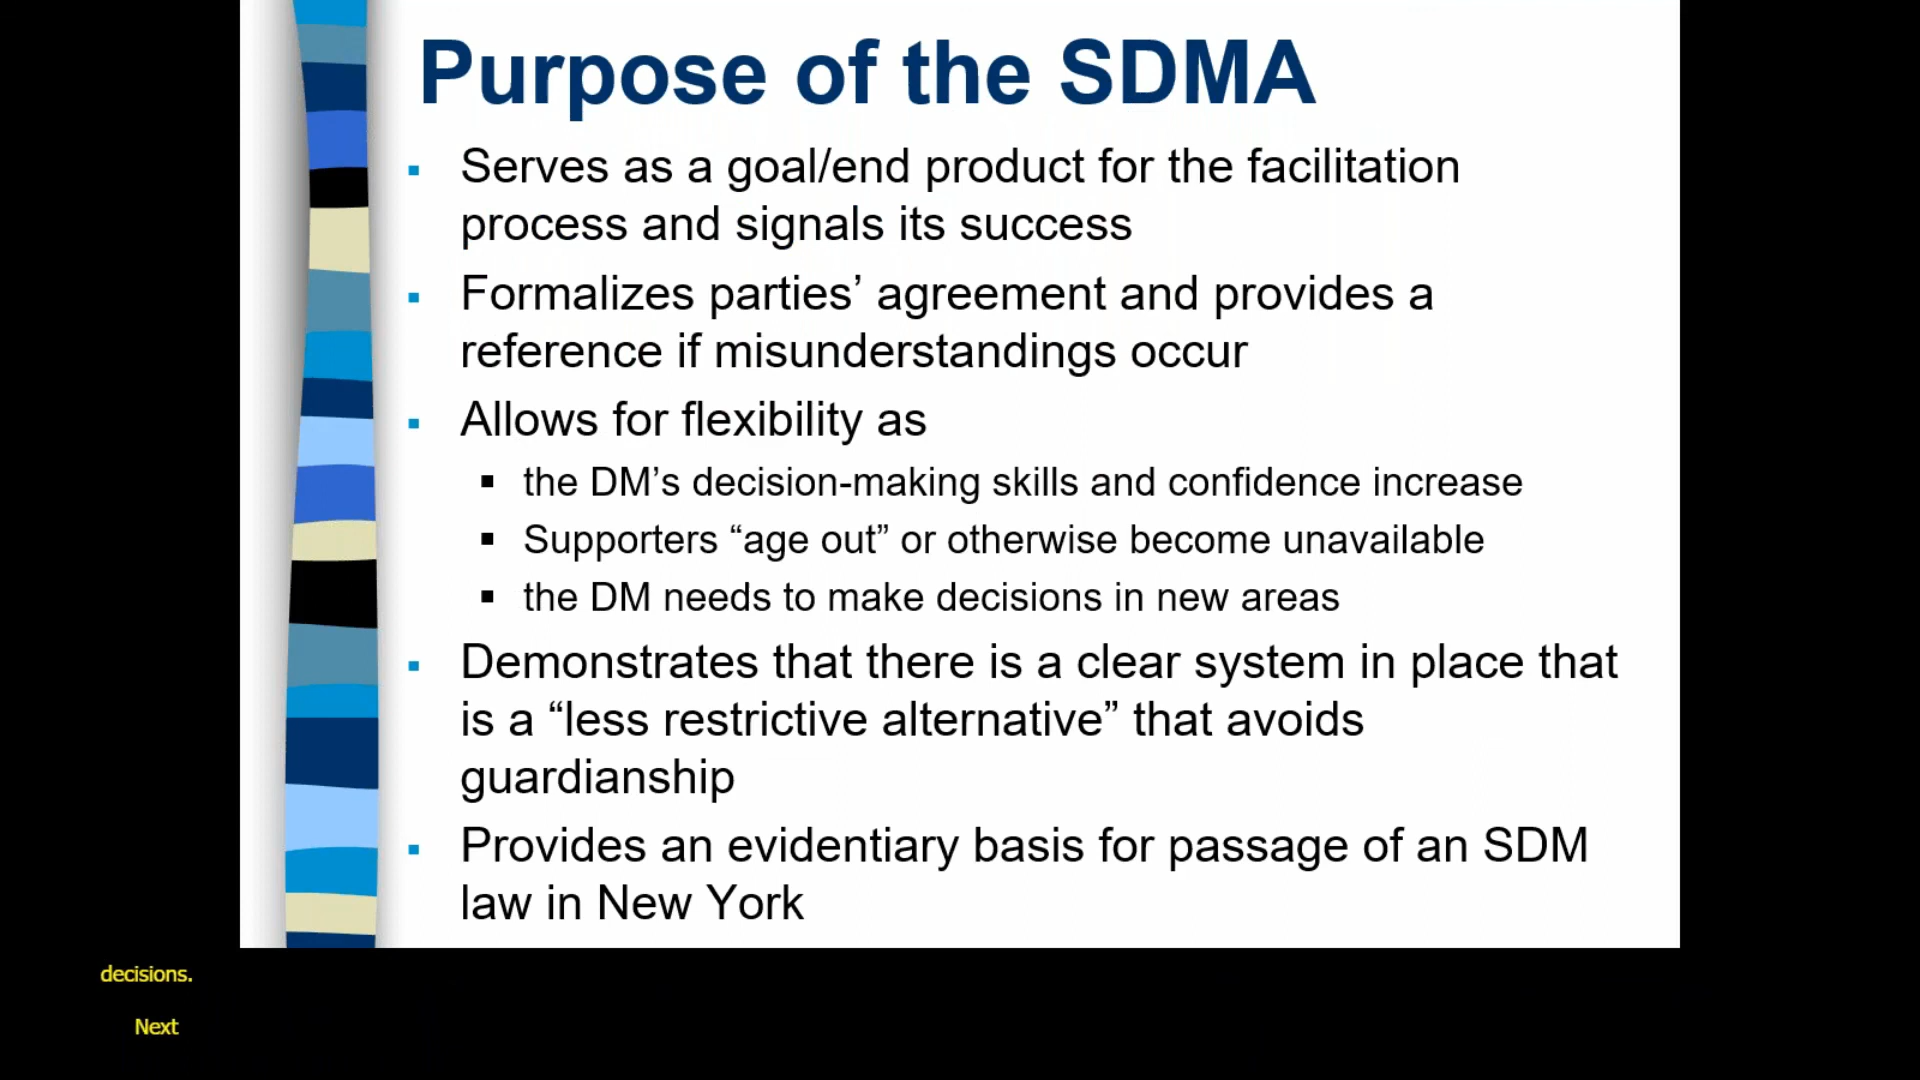 Purpose of the SDMA
▪ Serves as a goal/end product for the facilitation
process and signals its success
▪ Formalizes parties’ agreement and provides a
reference if misunderstandings occur
▪ Allows for flexibility as
▪ the DM’s decision-making skills and confidence increase
▪ Supporters “age out” or otherwise become unavailable
▪ the DM needs to make decisions in new areas
▪ Demonstrates that there is a clear system in place that
is a “less restrictive alternative” that avoids
guardianship
▪ Provides an evidentiary basis for passage of an SDM
law in New York
decisions.
Next